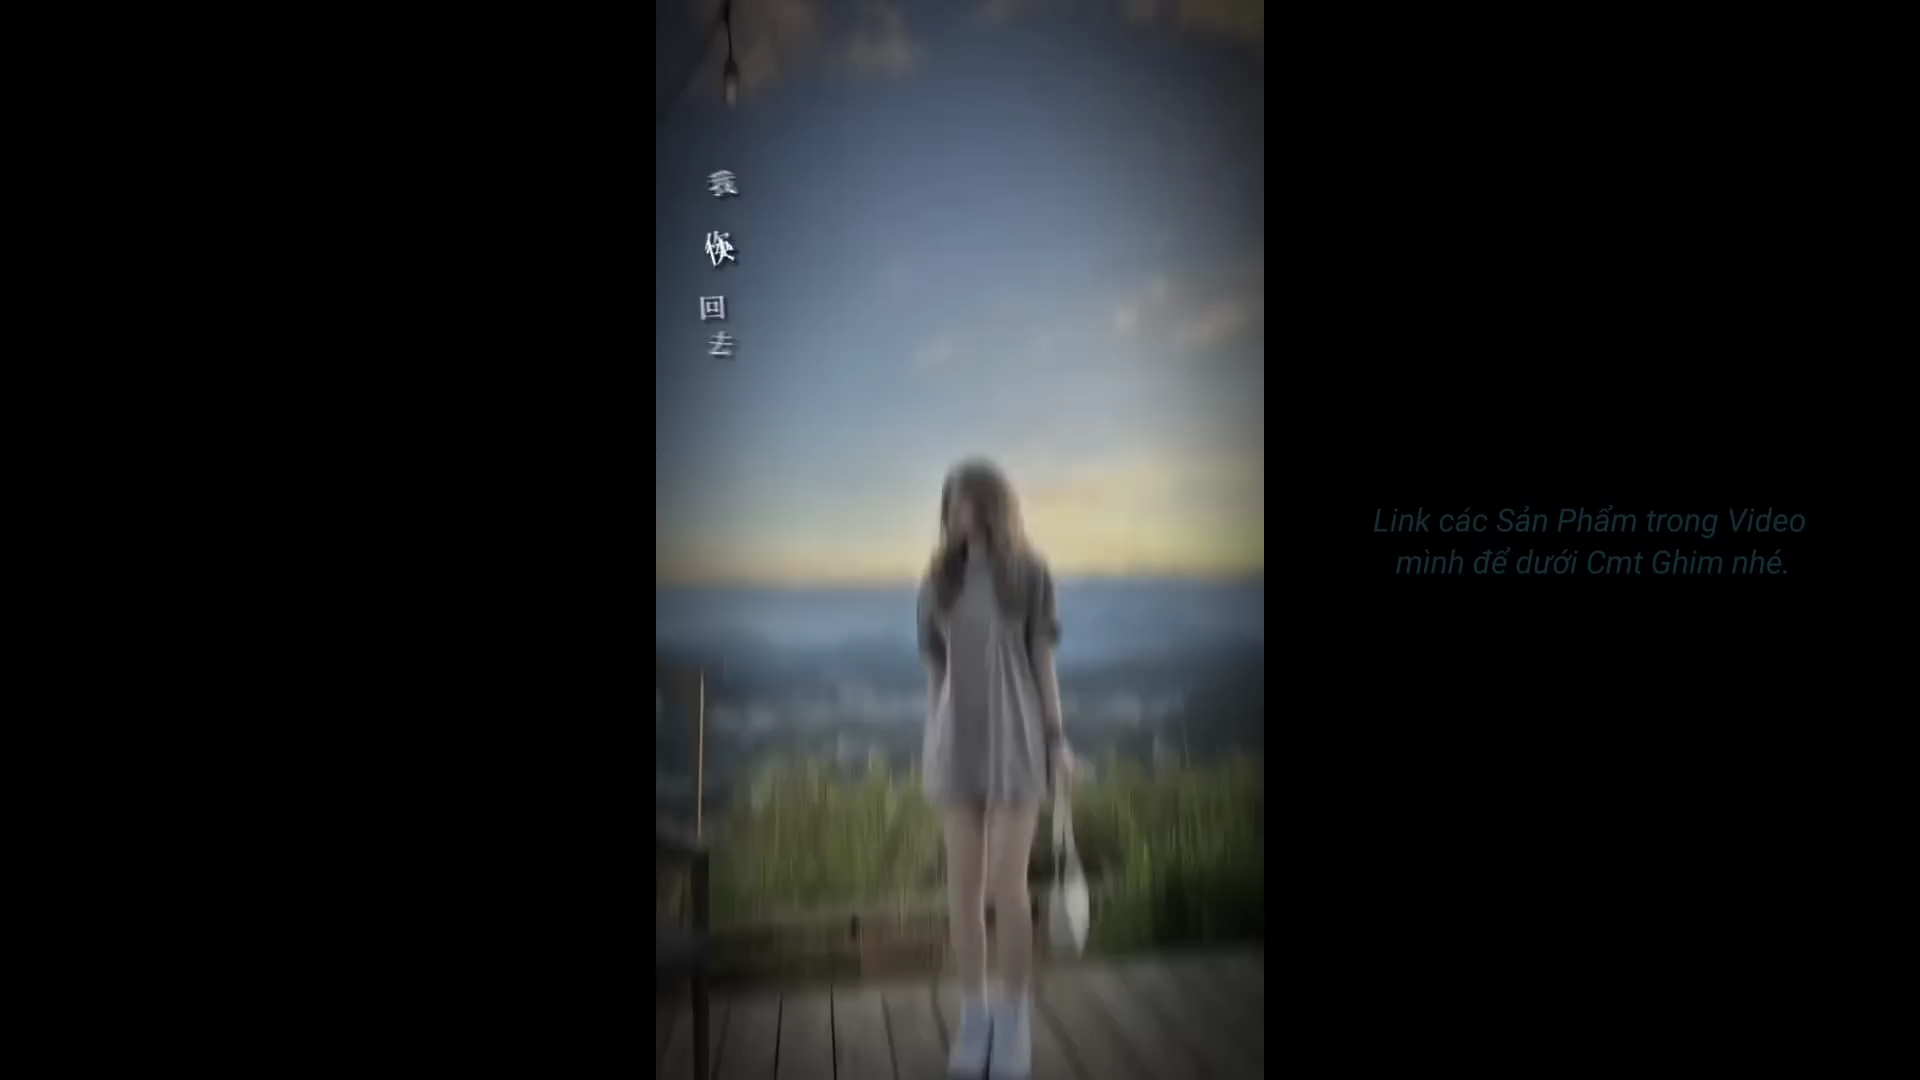 回
去
Link các Sản Phẩm trong Video
mình để dưới Cmt Ghim nhé.